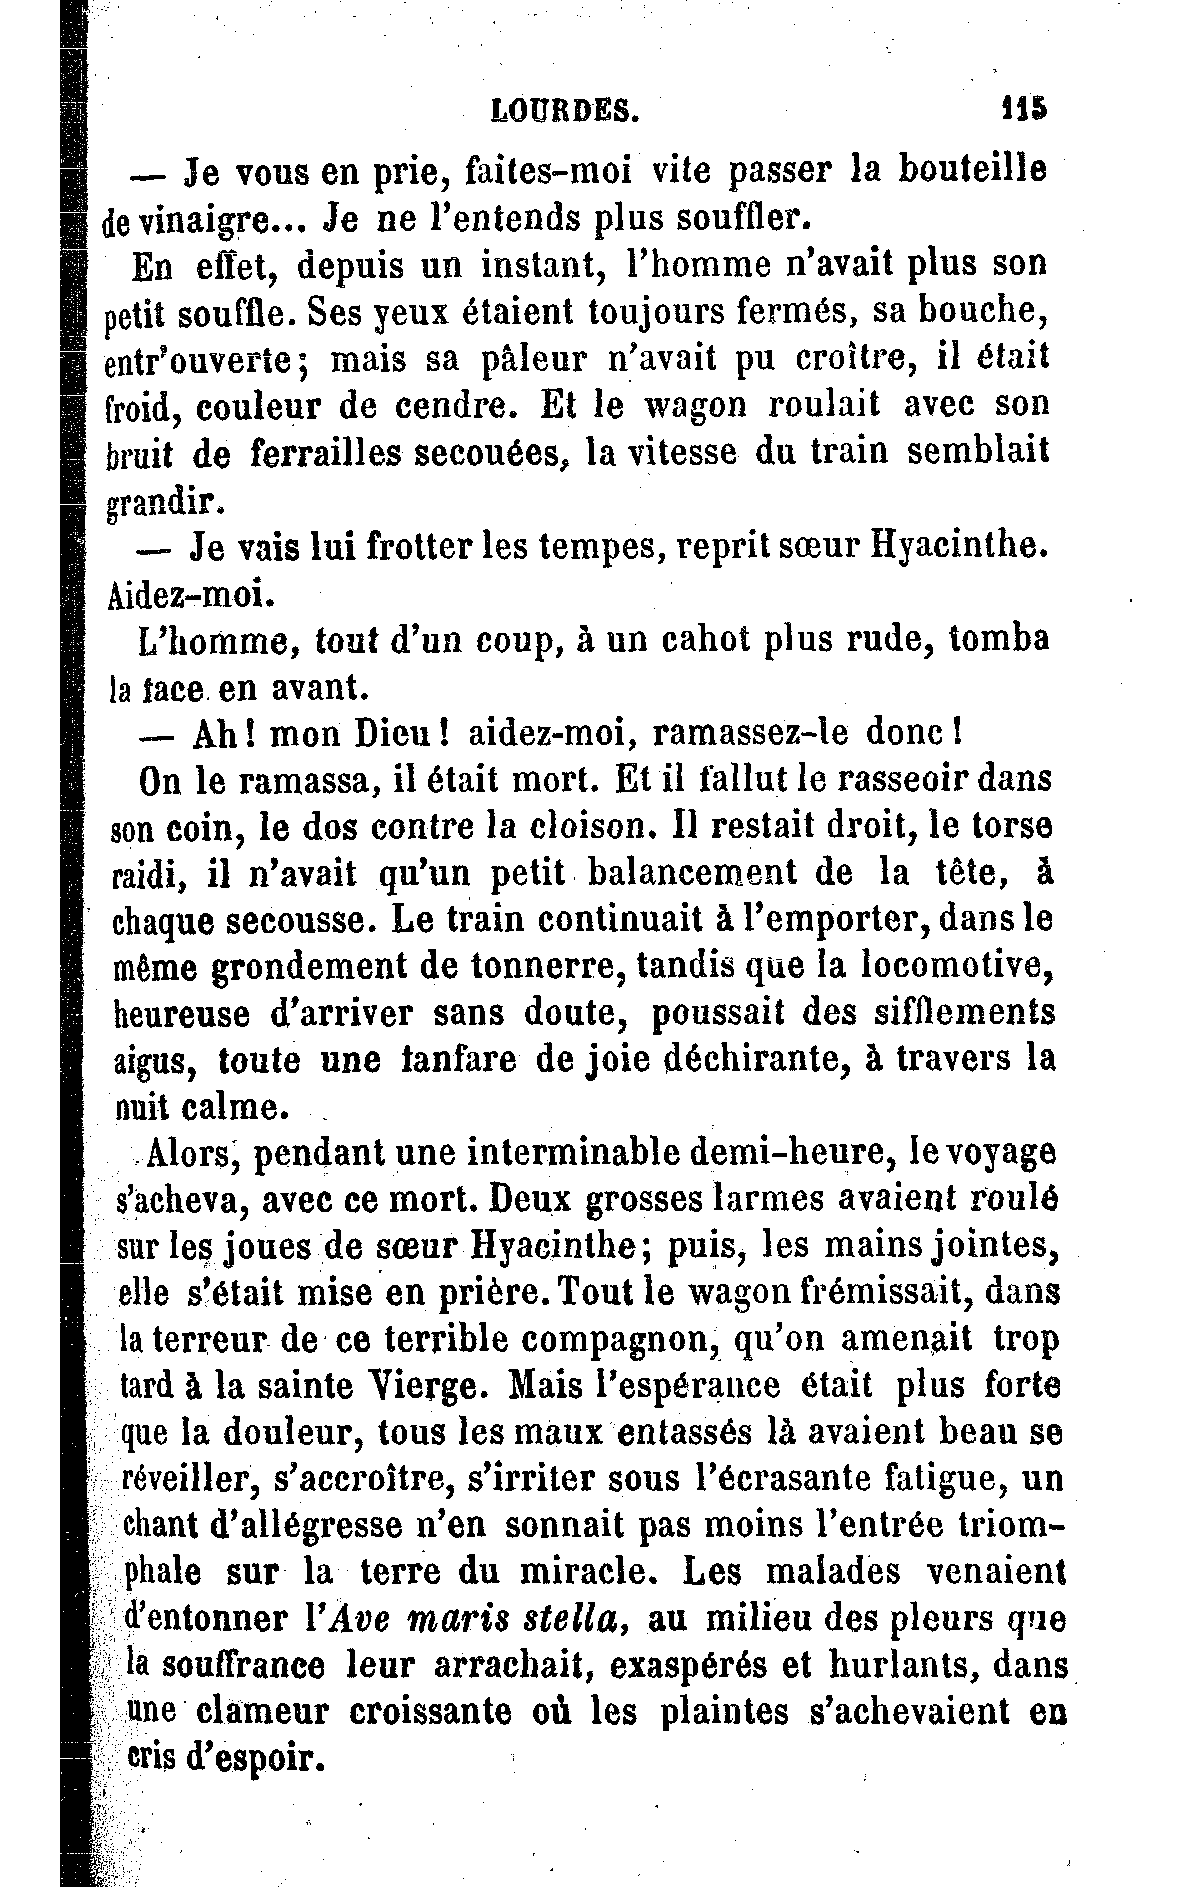 LOURDES. 115
— Je vous en prie, faites-moi vite passer la bouteille
de vinaigre... Je ne l'entends plus souffler.
En effet, depuis un instant, l'homme n'avait plus son
petit souffle. Ses yeux étaient toujours fermés, sa bouche,
entr'ouverte; mais sa pâleur n'avait pu croître, il était
froid, couleur de cendre. Et le wagon roulait avec son
bruit de ferrailles secouées, la vitesse du train semblait
grandir.
— Je vais lui frotter les tempes, reprit sœur Hyacinthe.
Aidez-moi.
L'homme, tout d'un coup, à un cahot plus rude, tomba
la face en avant.
— Ah! mon Dieu! aidez-moi, ramassez-le donc!
On le ramassa, il était mort. Et il fallut le rasseoir dans
son coin, le dos contre la cloison. Il restait droit, le torse
raidi, il n'avait qu'un petit balancement de la tête, à
chaque secousse. Le train continuait à l'emporter, dans le
même grondement de tonnerre, tandis que la locomotive,
heureuse d'arriver sans doute, poussait des sifflements
aigus, toute une fanfare de joie déchirante, à travers la
nuit calme.
Alors, pendant une interminable demi-heure, le voyage
s'acheva, avec ce mort. Deux grosses larmes avaient roulé
sur les joues de sœur Hyacinthe; puis, les mains jointes,
elle s'était mise en prière. Tout le wagon frémissait, dans
la terreur de ce terrible compagnon, qu'on amenait trop
tard à la sainte Vierge. Mais l'espérance était plus forte
que la douleur, tous les maux entassés là avaient beau se
réveiller, s'accroître, s'irriter sous l'écrasante fatigue, un
chant d'allégresse n'en sonnait pas moins l'entrée triom-
phale sur la terre du miracle. Les malades venaient
d'entonner l'Ave maris stella, au milieu des pleurs que
la souffrance leur arrachait, exaspérés et hurlants, dans
une clameur croissante où les plaintes s'achevaient en
cris d'espoir.